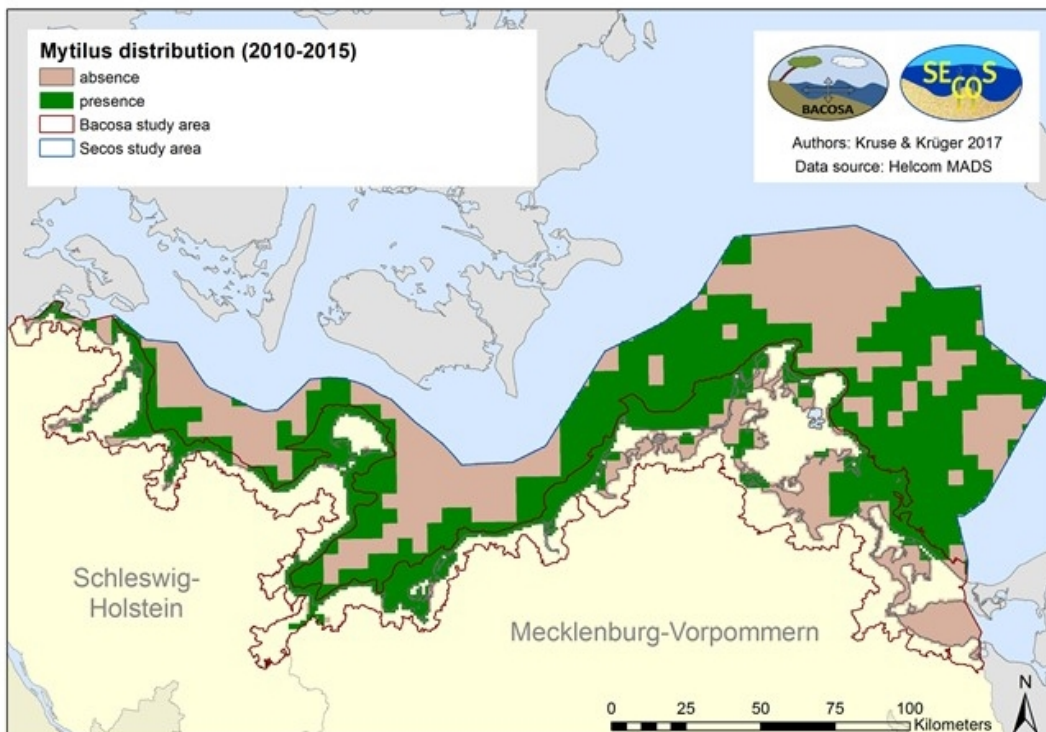 Mytilus distribution (2010-2015)
absence
presence
Bacosa study area
Secos study area
BACOSA
SECOS
Authors: Kruse & Krüger 2017
Data source: Helcom MADS
Schleswig-
Holstein
Mecklenburg-Vorpommern
N
0 25 50 75 100
Kilometers